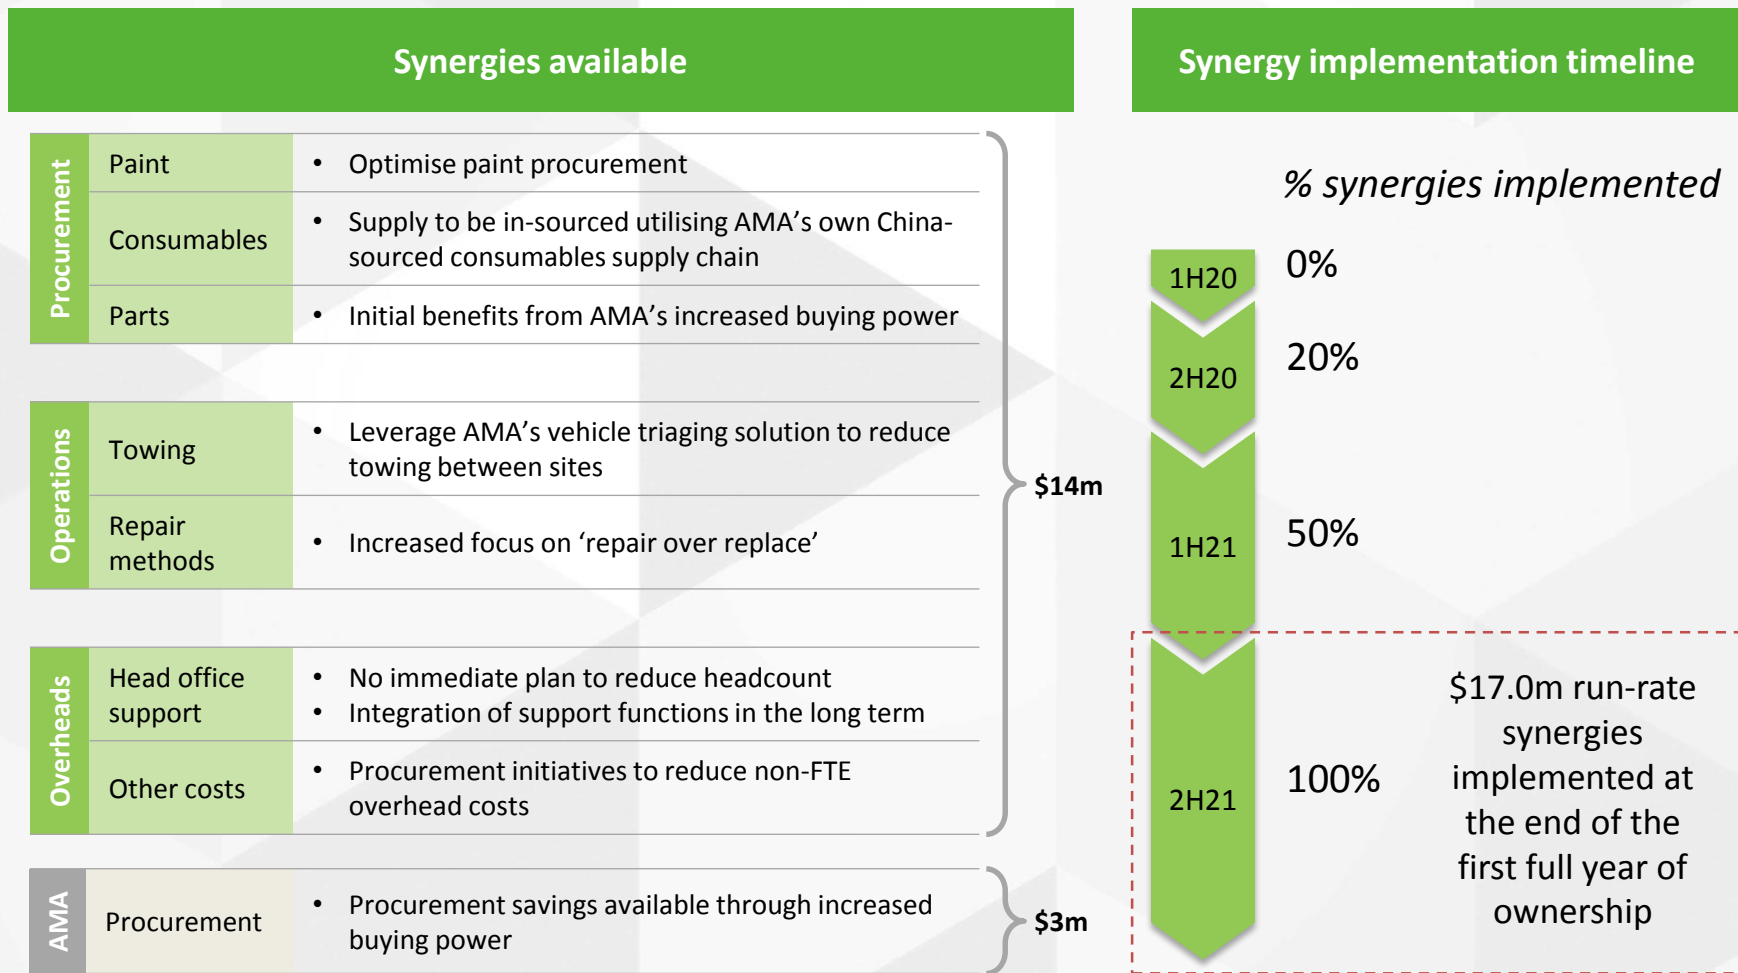 Synergies available
Procurement
Paint
• Optimise paint procurement
Consumables
• Supply to be in-sourced utilising AMA’s own China-
sourced consumables supply chain
Parts
• Initial benefits from AMA’s increased buying power
Operations
Towing
• Leverage AMA’s vehicle triaging solution to reduce
towing between sites
Repair
methods
• Increased focus on ‘repair over replace’
Overheads
Head office
support
• No immediate plan to reduce headcount
• Integration of support functions in the long term
Other costs
• Procurement initiatives to reduce non-FTE
overhead costs
$14m
AMA
Procurement
• Procurement savings available through increased
buying power
$3m
Synergy implementation timeline
% synergies implemented
1H20
0%
2H20
20%
1H21
50%
2H21
100%
$17.0m run-rate
synergies
implemented at
the end of the
first full year of
ownership